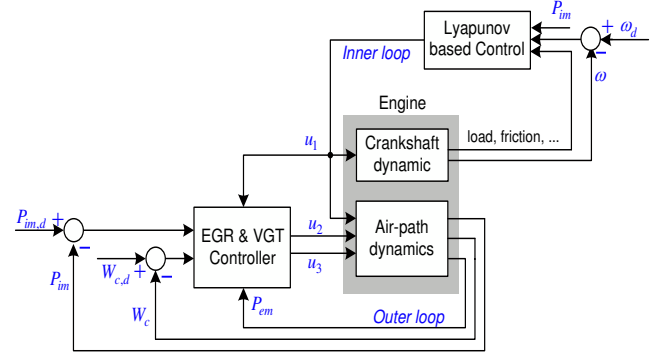 Lyapunov
based Control
P_im
+ ω_d
−
ω
Inner loop
Engine
u_1
Crankshaft
dynamic
load, friction, ...
P_im,d +
−
P_im
EGR & VGT
Controller
u_2
u_3
Air-path
dynamics
W_c,d +
−
W_c
P_em
Outer loop